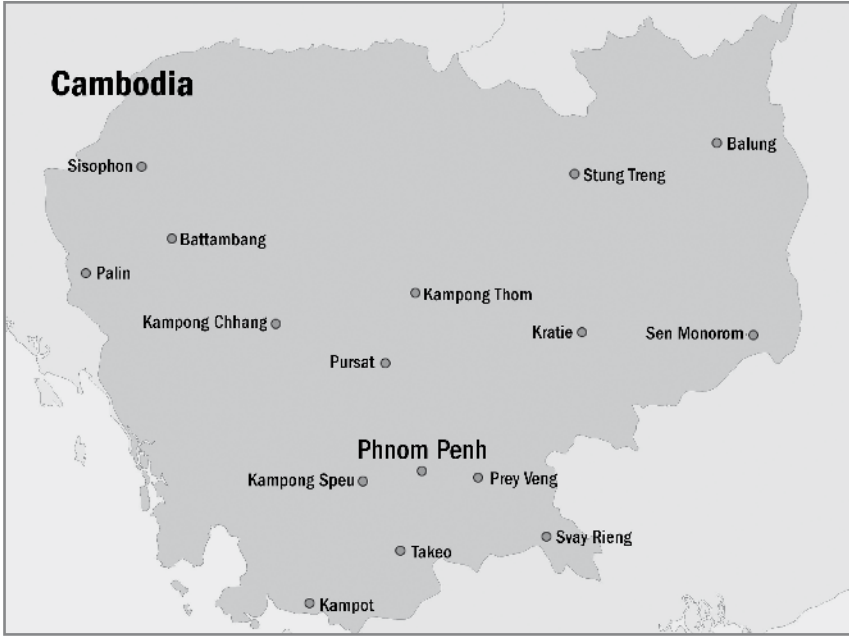 Cambodia
Balung
Sisophon
Stung Treng
Battambang
Palin
Kampong Thom
Kampong Chhang
Kratie
Sen Monorom
Pursat
Phnom Penh
Kampong Speu
Prey Veng
Svay Rieng
Takeo
Kampot